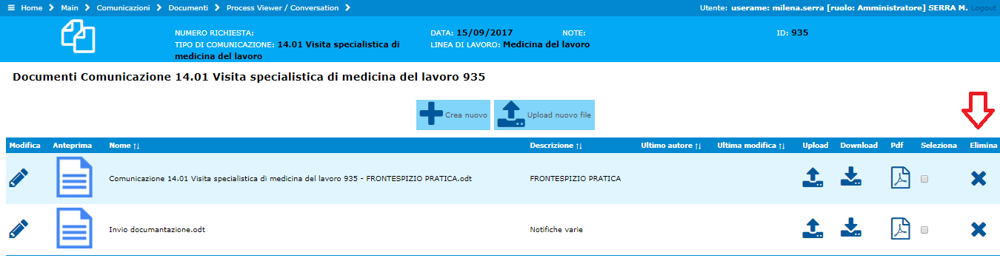 ≡ Home > Main > Comunicazioni > Documenti > Process Viewer / Conversation > Utente: userame: milena.serra [ruolo: Amministratore] SERRA M. Logout
NUMERO RICHIESTA: DATA: 15/09/2017 NOTE: ID: 935
TIPO DI COMUNICAZIONE: 14.01 Visita specialistica di LINEA DI LAVORO: Medicina del lavoro
medicina del lavoro
Documenti Comunicazione 14.01 Visita specialistica di medicina del lavoro 935
Crea nuovo Upload nuovo file
Modifica Anteprima Nome ↑↓ Descrizione ↑↓ Ultimo autore ↑↓ Ultima modifica ↑↓ Upload Download Pdf Seleziona Elimina
Comunicazione 14.01 Visita specialistica di medicina del lavoro 935 - FRONTESPIZIO PRATICA.odt FRONTESPIZIO PRATICA
Invio documantazione.odt Notifiche varie